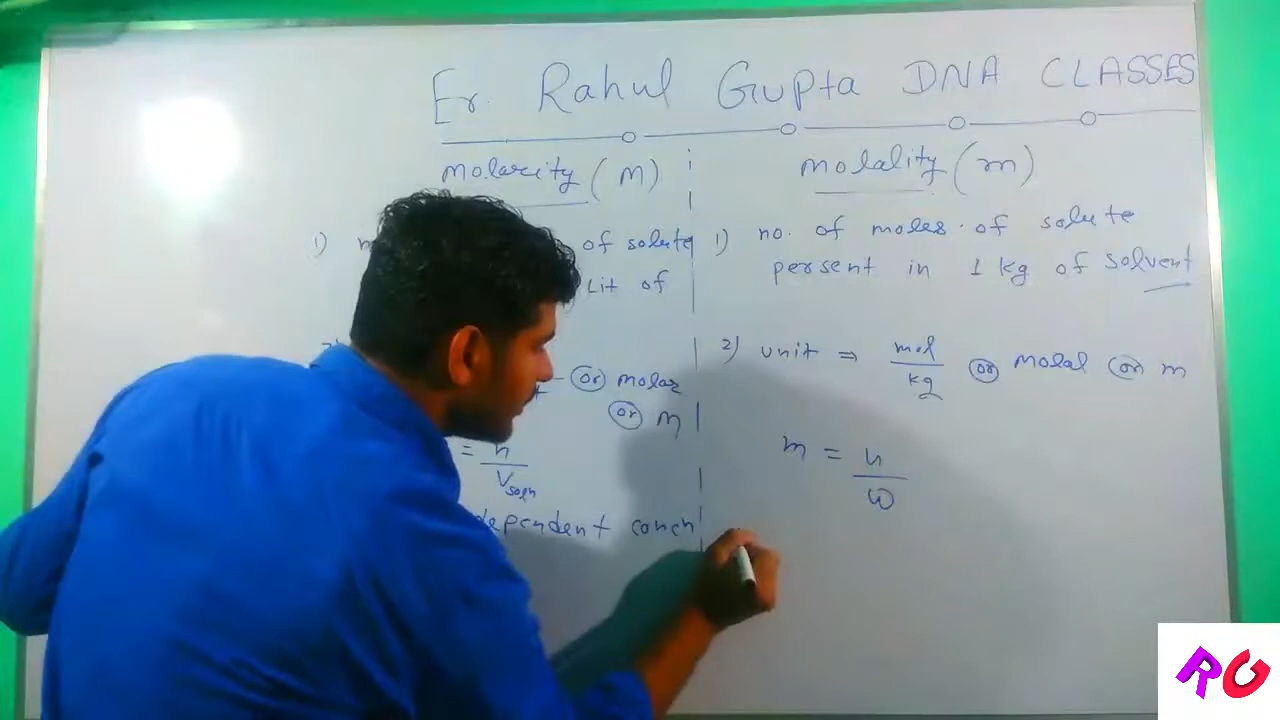 Er. Rahul Gupta DNA CLASSES
molarity (M)
1)
of solute
Lit of
or molar
or M
= n
Vsoln
dependent concn
molality (m)
1) no. of moles of solute
persent in 1 kg of solvent
2) unit ⇒ mol/kg or molal or m
m = n/W
RG